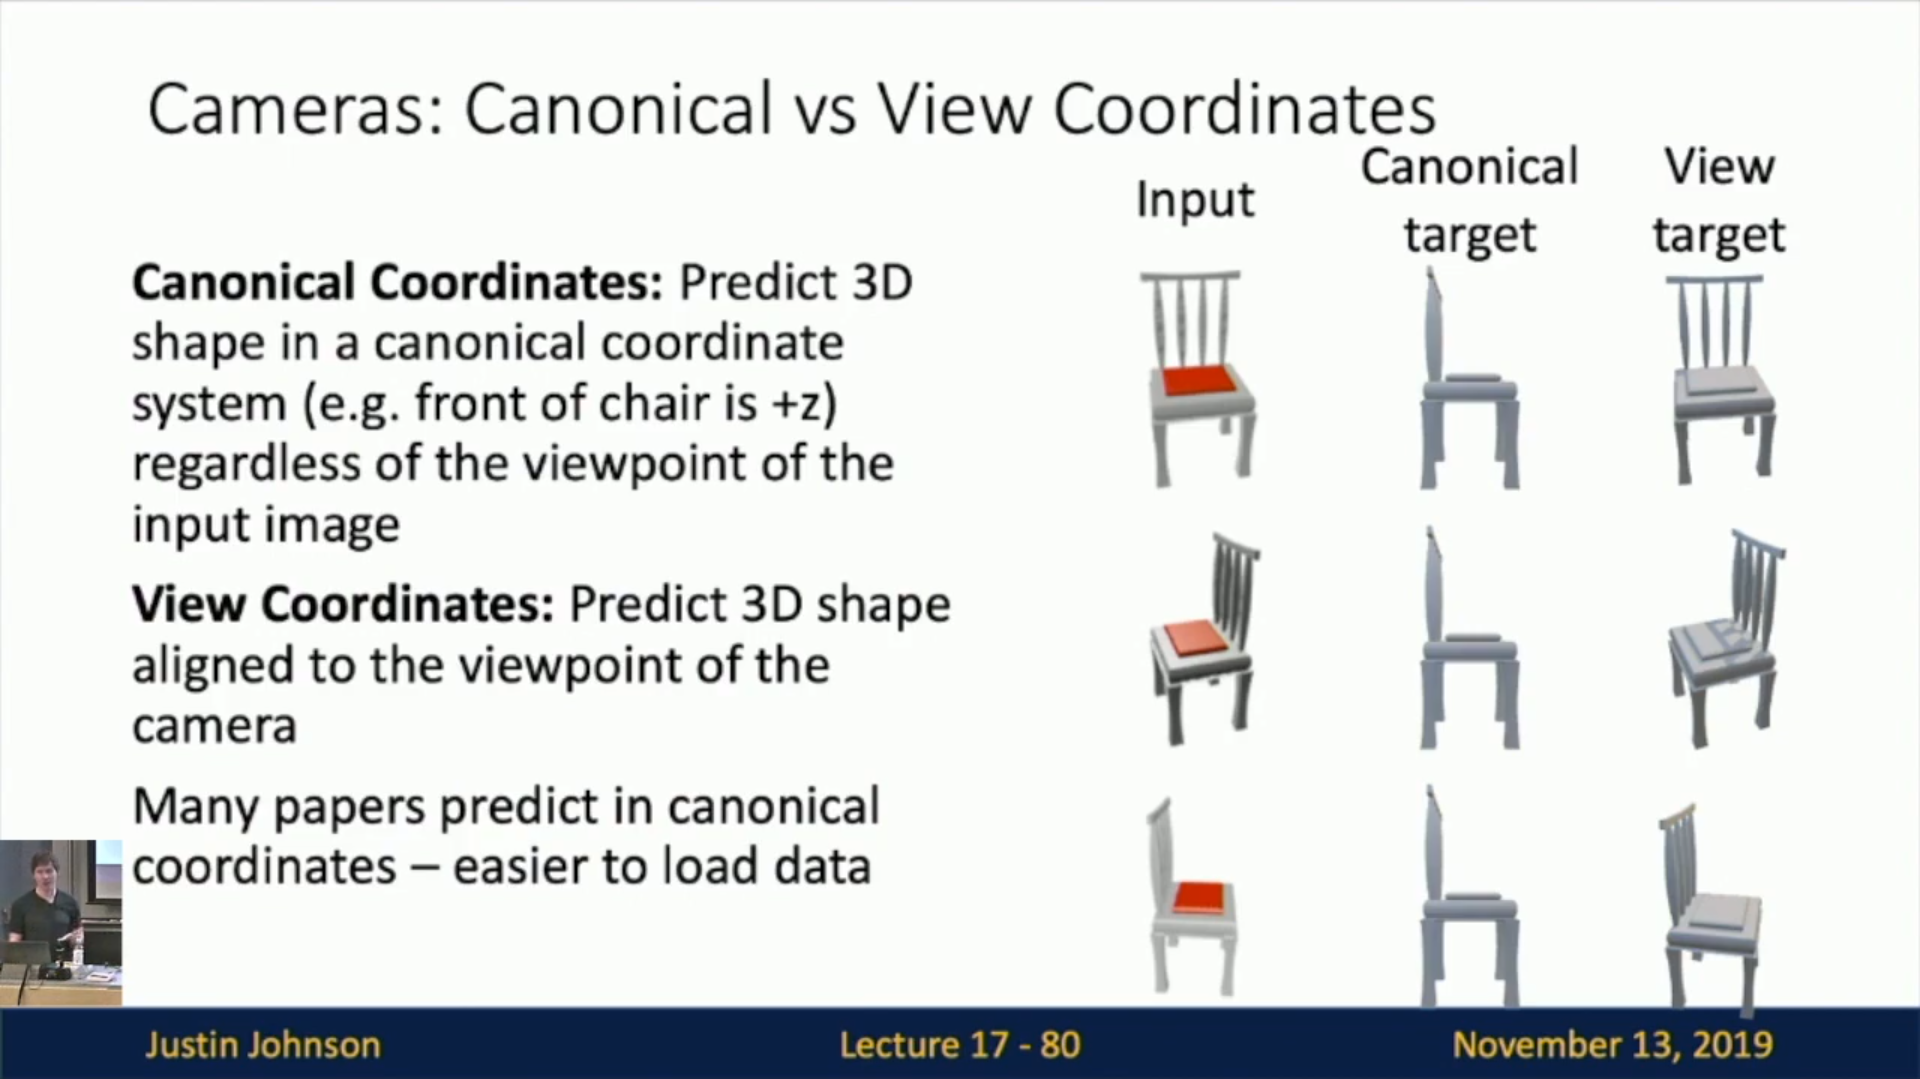 Cameras: Canonical vs View Coordinates
Input
Canonical
target
View
target
Canonical Coordinates: Predict 3D
shape in a canonical coordinate
system (e.g. front of chair is +z)
regardless of the viewpoint of the
input image
View Coordinates: Predict 3D shape
aligned to the viewpoint of the
camera
Many papers predict in canonical
coordinates – easier to load data
Justin Johnson
Lecture 17 - 80
November 13, 2019